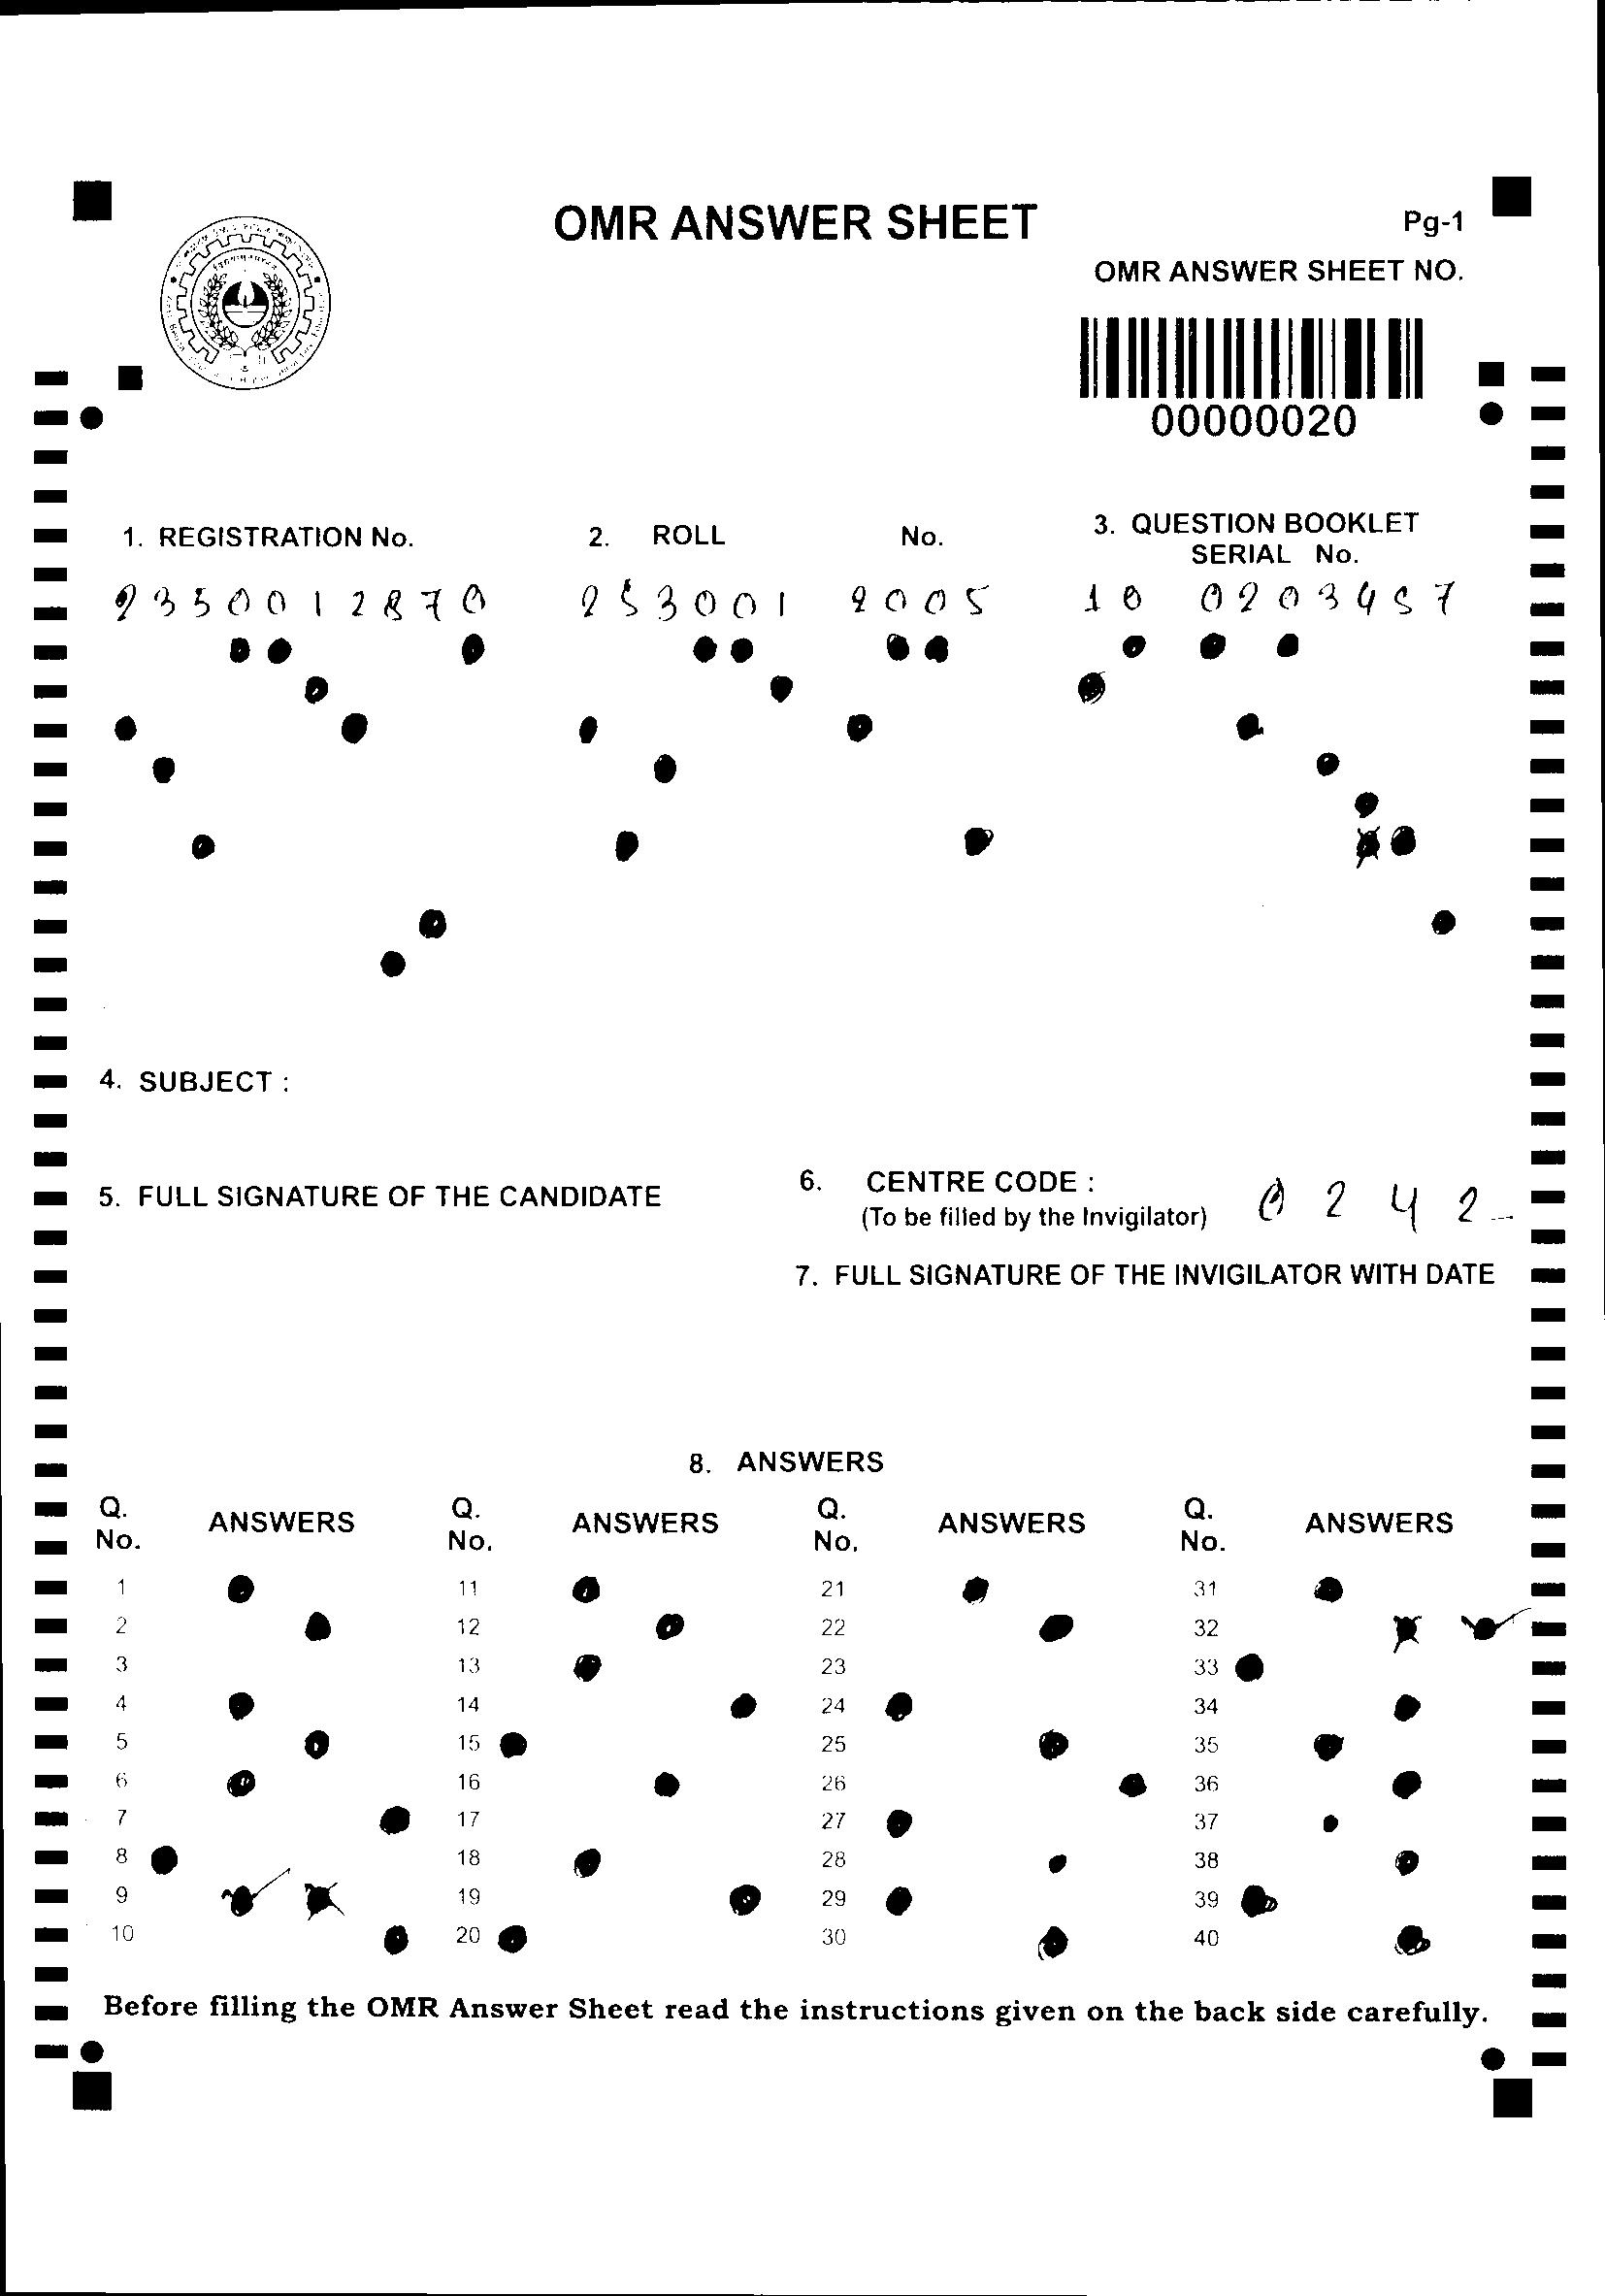 OMR ANSWER SHEET
Pg-1
OMR ANSWER SHEET NO.
00000020
1. REGISTRATION No.
2. ROLL No.
3. QUESTION BOOKLET
SERIAL No.
2350012870
253001 2005
10 0203457
4. SUBJECT :
5. FULL SIGNATURE OF THE CANDIDATE
6. CENTRE CODE :
(To be filled by the Invigilator)
0242
7. FULL SIGNATURE OF THE INVIGILATOR WITH DATE
8. ANSWERS
Q. No. ANSWERS Q. No. ANSWERS Q. No. ANSWERS Q. No. ANSWERS
1 11 21 31
2 12 22 32
3 13 23 33
4 14 24 34
5 15 25 35
6 16 26 36
7 17 27 37
8 18 28 38
9 19 29 39
10 20 30 40
Before filling the OMR Answer Sheet read the instructions given on the back side carefully.